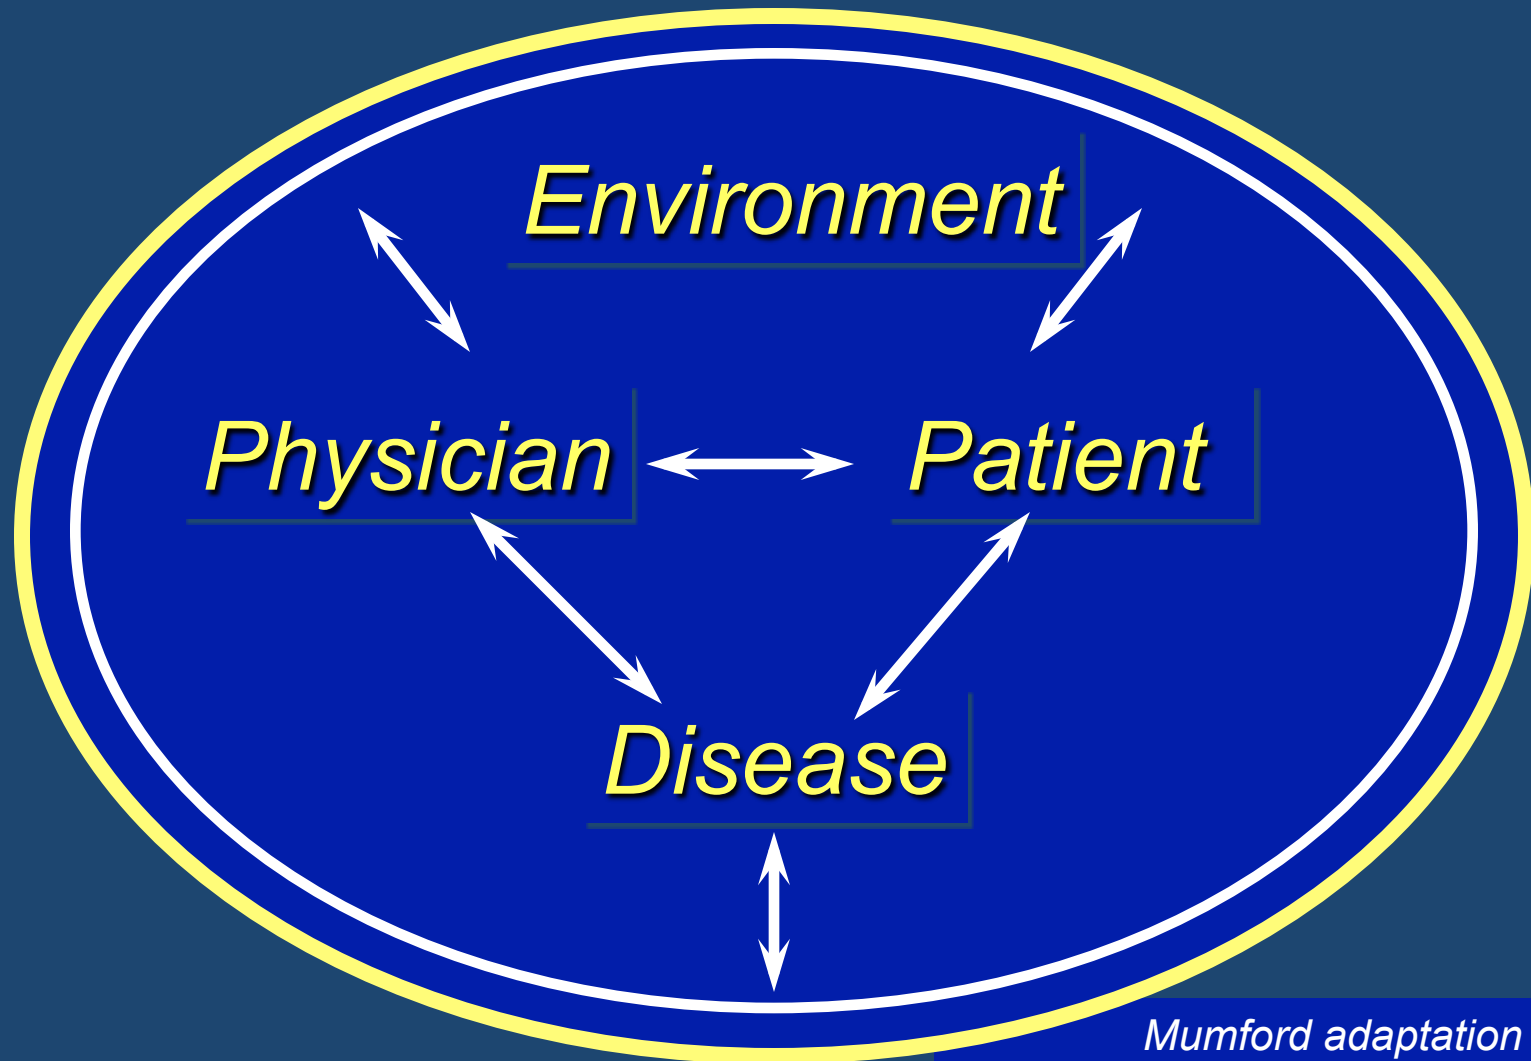 Environment
Physician
Patient
Disease
Mumford adaptation